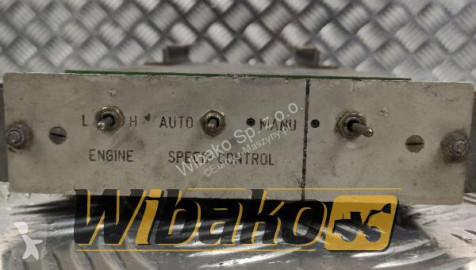 L H AUTO MANU
ENGINE SPEED CONTROL
Wibako Sp. z o.o.
Wibako